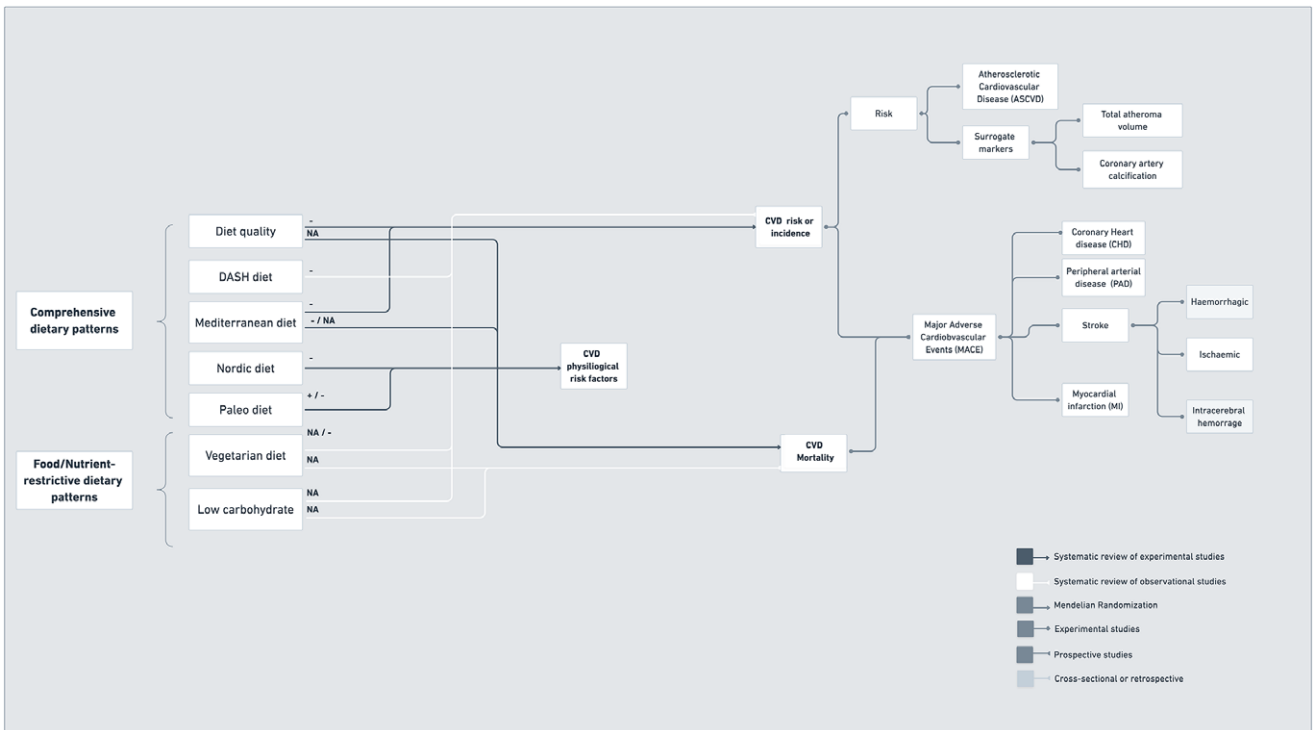 Comprehensive
dietary patterns
Food/Nutrient-
restrictive dietary
patterns
Diet quality
-
NA
DASH diet
-
Mediterranean diet
-
- / NA
Nordic diet
-
Paleo diet
+ / -
Vegetarian diet
NA / -
NA
Low carbohydrate
NA
NA
CVD
physiliogical
risk factors
CVD risk or
incidence
CVD
Mortality
Risk
Atherosclerotic
Cardiovascular
Disease (ASCVD)
Surrogate
markers
Total atheroma
volume
Coronary artery
calcification
Major Adverse
Cardiobvascular
Events (MACE)
Coronary Heart
disease (CHD)
Peripheral arterial
disease (PAD)
Stroke
Myocardial
infarction (MI)
Haemorrhagic
Ischaemic
Intracerebral
hemorrage
Systematic review of experimental studies
Systematic review of observational studies
Mendelian Randomization
Experimental studies
Prospective studies
Cross-sectional or retrospective